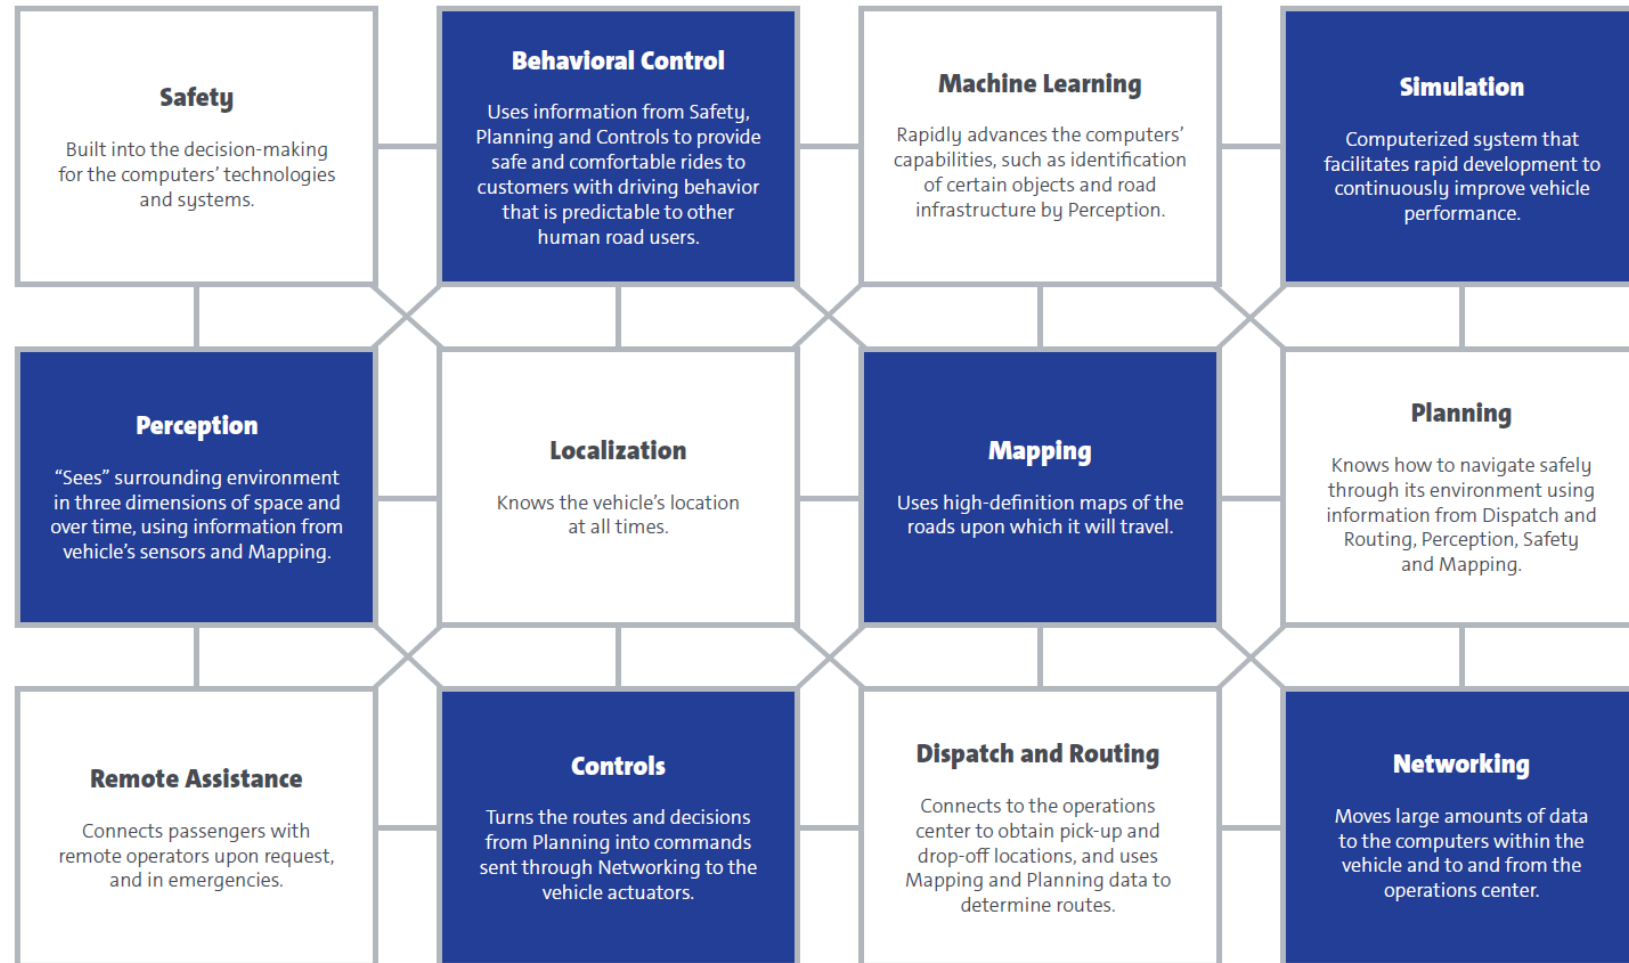 Safety
Built into the decision-making
for the computers’ technologies
and systems.
Behavioral Control
Uses information from Safety,
Planning and Controls to provide
safe and comfortable rides to
customers with driving behavior
that is predictable to other
human road users.
Machine Learning
Rapidly advances the computers’
capabilities, such as identification
of certain objects and road
infrastructure by Perception.
Simulation
Computerized system that
facilitates rapid development to
continuously improve vehicle
performance.
Perception
“Sees” surrounding environment
in three dimensions of space and
over time, using information from
vehicle’s sensors and Mapping.
Localization
Knows the vehicle’s location
at all times.
Mapping
Uses high-definition maps of the
roads upon which it will travel.
Planning
Knows how to navigate safely
through its environment using
information from Dispatch and
Routing, Perception, Safety
and Mapping.
Remote Assistance
Connects passengers with
remote operators upon request,
and in emergencies.
Controls
Turns the routes and decisions
from Planning into commands
sent through Networking to the
vehicle actuators.
Dispatch and Routing
Connects to the operations
center to obtain pick-up and
drop-off locations, and uses
Mapping and Planning data to
determine routes.
Networking
Moves large amounts of data
to the computers within the
vehicle and to and from the
operations center.